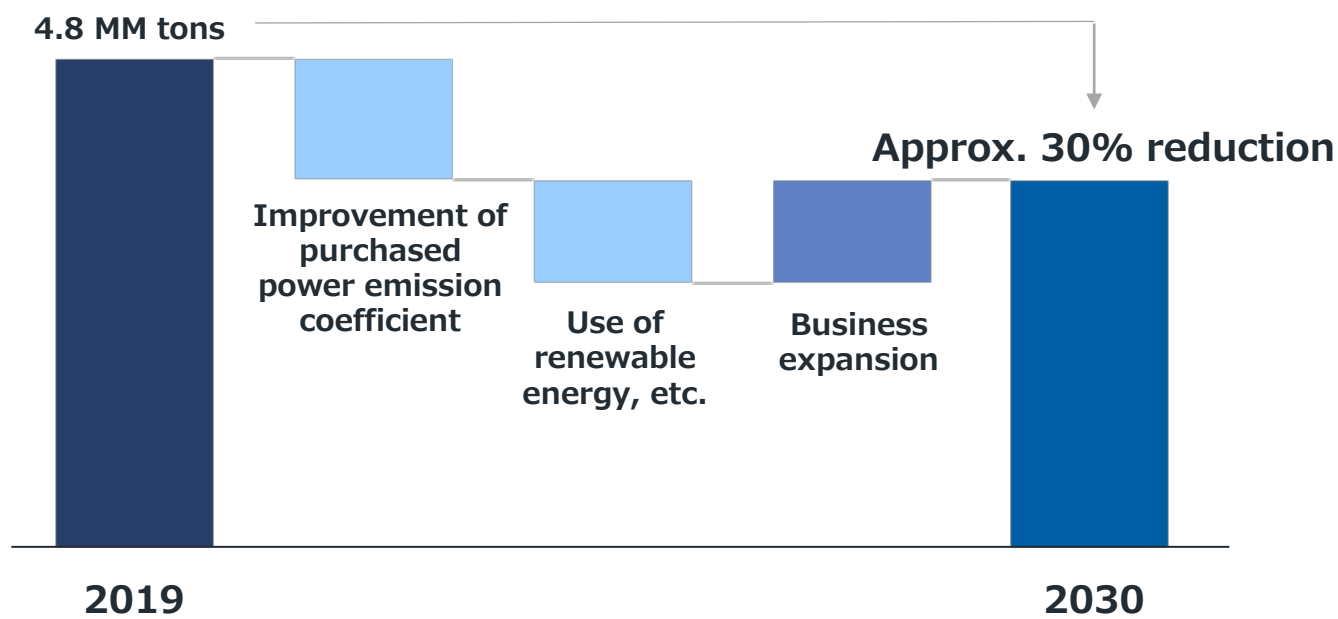 4.8 MM tons
Approx. 30% reduction
Improvement of
purchased
power emission
coefficient
Use of
renewable
energy, etc.
Business
expansion
2019
2030